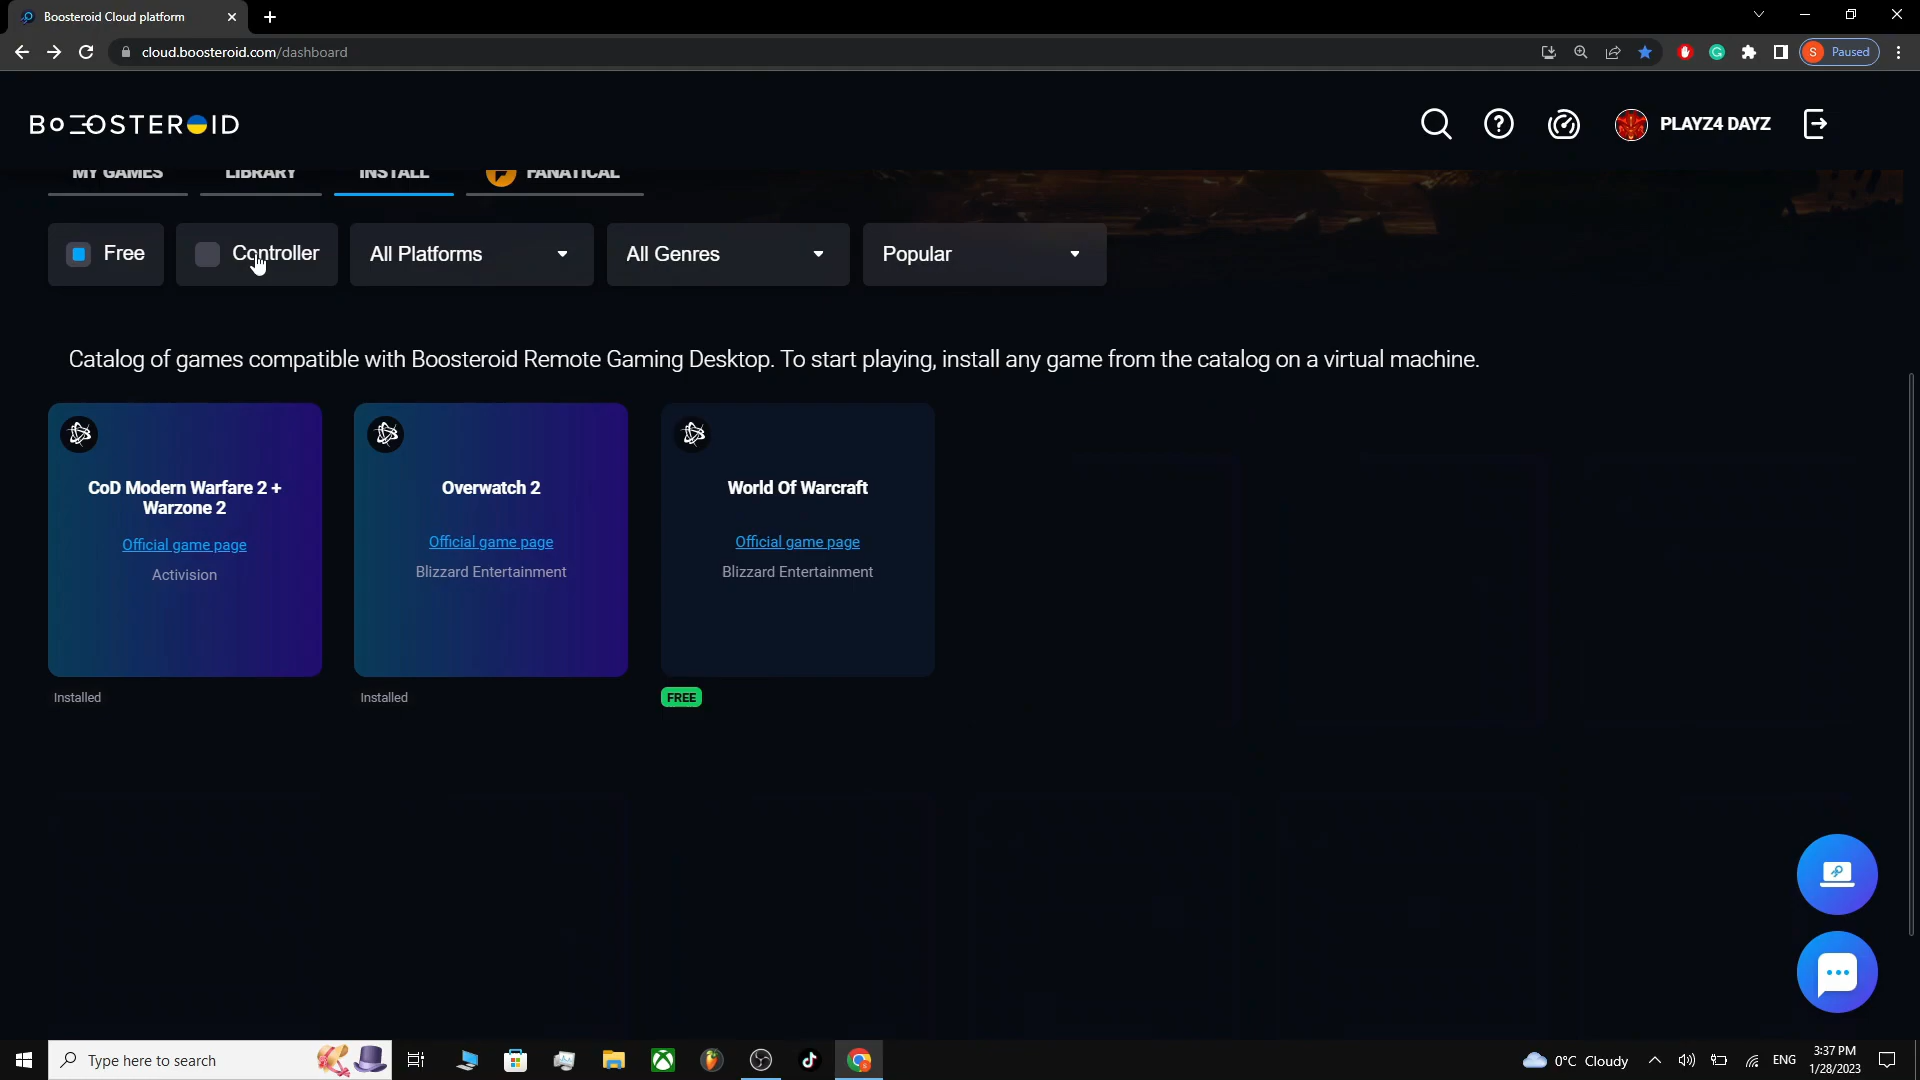 Boosteroid Cloud platform
cloud.boosteroid.com/dashboard
S Paused
BOOSTEROID
PLAYZ4 DAYZ
MY GAMES
LIBRARY
INSTALL
FANATICAL
Free
Controller
All Platforms
All Genres
Popular
Catalog of games compatible with Boosteroid Remote Gaming Desktop. To start playing, install any game from the catalog on a virtual machine.
CoD Modern Warfare 2 +
Warzone 2
Official game page
Activision
Installed
Overwatch 2
Official game page
Blizzard Entertainment
Installed
World Of Warcraft
Official game page
Blizzard Entertainment
FREE
Type here to search
0°C Cloudy
ENG
3:37 PM
1/28/2023